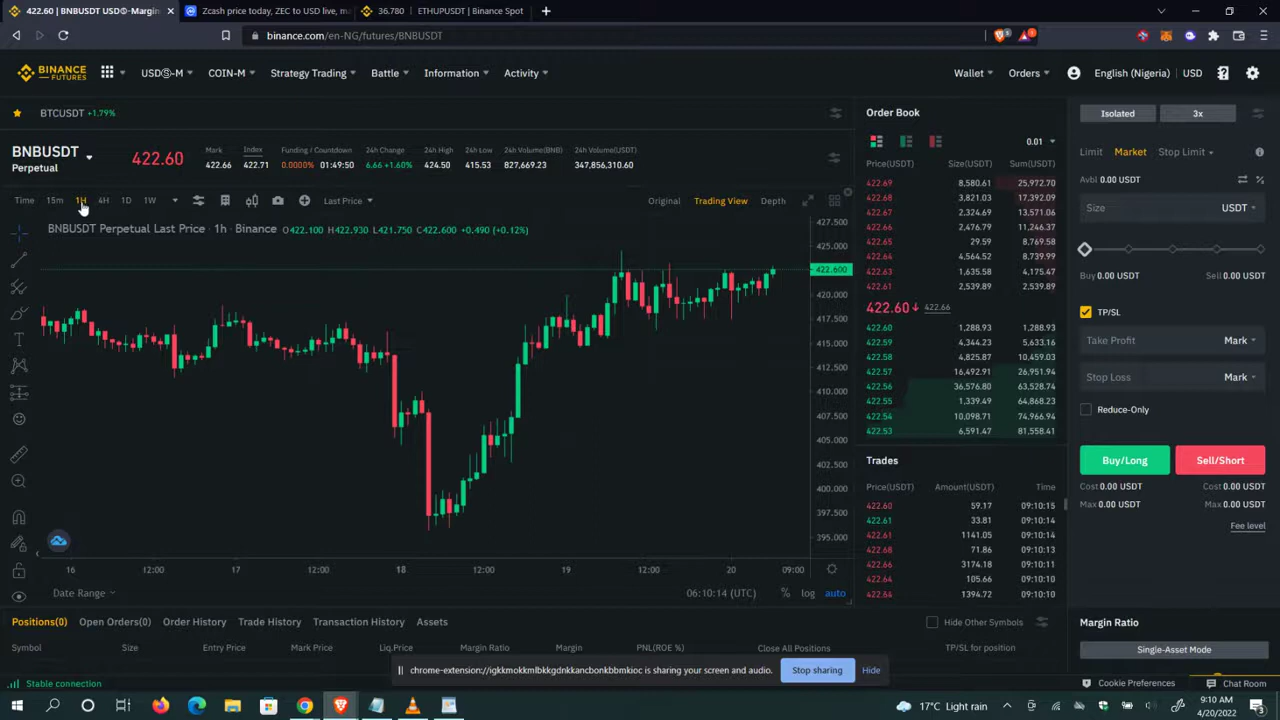 422.60 | BNBUSDT USDⓈ-Margin
Zcash price today, ZEC to USD live, m
36.780 | ETHUPUSDT | Binance Spot
binance.com/en-NG/futures/BNBUSDT
BINANCE FUTURES USDⓈ-M COIN-M Strategy Trading Battle Information Activity Wallet Orders English (Nigeria) USD
BTCUSDT +1.79%
BNBUSDT
Perpetual
422.60
Mark Index Funding / Countdown 24h Change 24h High 24h Low 24h Volume(BNB) 24h Volume(USDT)
422.66 422.71 0.0000% 01:49:50 6.66 +1.60% 424.50 415.53 827,669.23 347,856,310.60
Time 15m 1H 4H 1D 1W Last Price Original Trading View Depth
BNBUSDT Perpetual Last Price · 1h · Binance O422.100 H422.930 L421.750 C422.600 +0.490 (+0.12%)
427.500
425.000
422.600
420.000
417.500
415.000
412.500
410.000
407.500
405.000
402.500
400.000
397.500
395.000
16 12:00 17 12:00 18 12:00 19 12:00 20 09:00
Date Range 06:10:14 (UTC) % log auto
Order Book
0.01
Price(USDT) Size(USDT) Sum(USDT)
422.69 8,580.61 25,972.70
422.68 3,821.03 17,392.09
422.67 2,324.69 13,571.06
422.66 2,476.79 11,246.37
422.65 29.59 8,769.58
422.64 4,564.52 8,739.99
422.63 1,635.58 4,175.47
422.61 2,539.89 2,539.89
422.60 422.66
422.60 1,288.93 1,288.93
422.59 4,344.23 5,633.16
422.58 4,825.87 10,459.03
422.57 16,492.91 26,951.94
422.56 36,576.80 63,528.74
422.55 1,339.49 64,868.23
422.54 10,098.71 74,966.94
422.53 6,591.47 81,558.41
Trades
Price(USDT) Amount(USDT) Time
422.60 59.17 09:10:15
422.61 33.81 09:10:14
422.61 1141.05 09:10:14
422.68 71.86 09:10:13
422.66 3174.18 09:10:11
422.64 105.66 09:10:10
422.64 1394.72 09:10:10
Isolated 3x
Limit Market Stop Limit
Avbl 0.00 USDT
Size USDT
Buy 0.00 USDT Sell 0.00 USDT
TP/SL
Take Profit Mark
Stop Loss Mark
Reduce-Only
Buy/Long Sell/Short
Cost 0.00 USDT Cost 0.00 USDT
Max 0.00 USDT Max 0.00 USDT
Fee level
Margin Ratio
Single-Asset Mode
Positions(0) Open Orders(0) Order History Trade History Transaction History Assets Hide Other Symbols
Symbol Size Entry Price Mark Price Liq.Price Margin Ratio Margin PNL(ROE %) Close All Positions TP/SL for position
chrome-extension://igkkmokkmlbkkgdnkkancbonkbbmkioc is sharing your screen and audio. Stop sharing Hide
Stable connection Cookie Preferences Chat Room
17°C Light rain
9:10 AM
4/20/2022